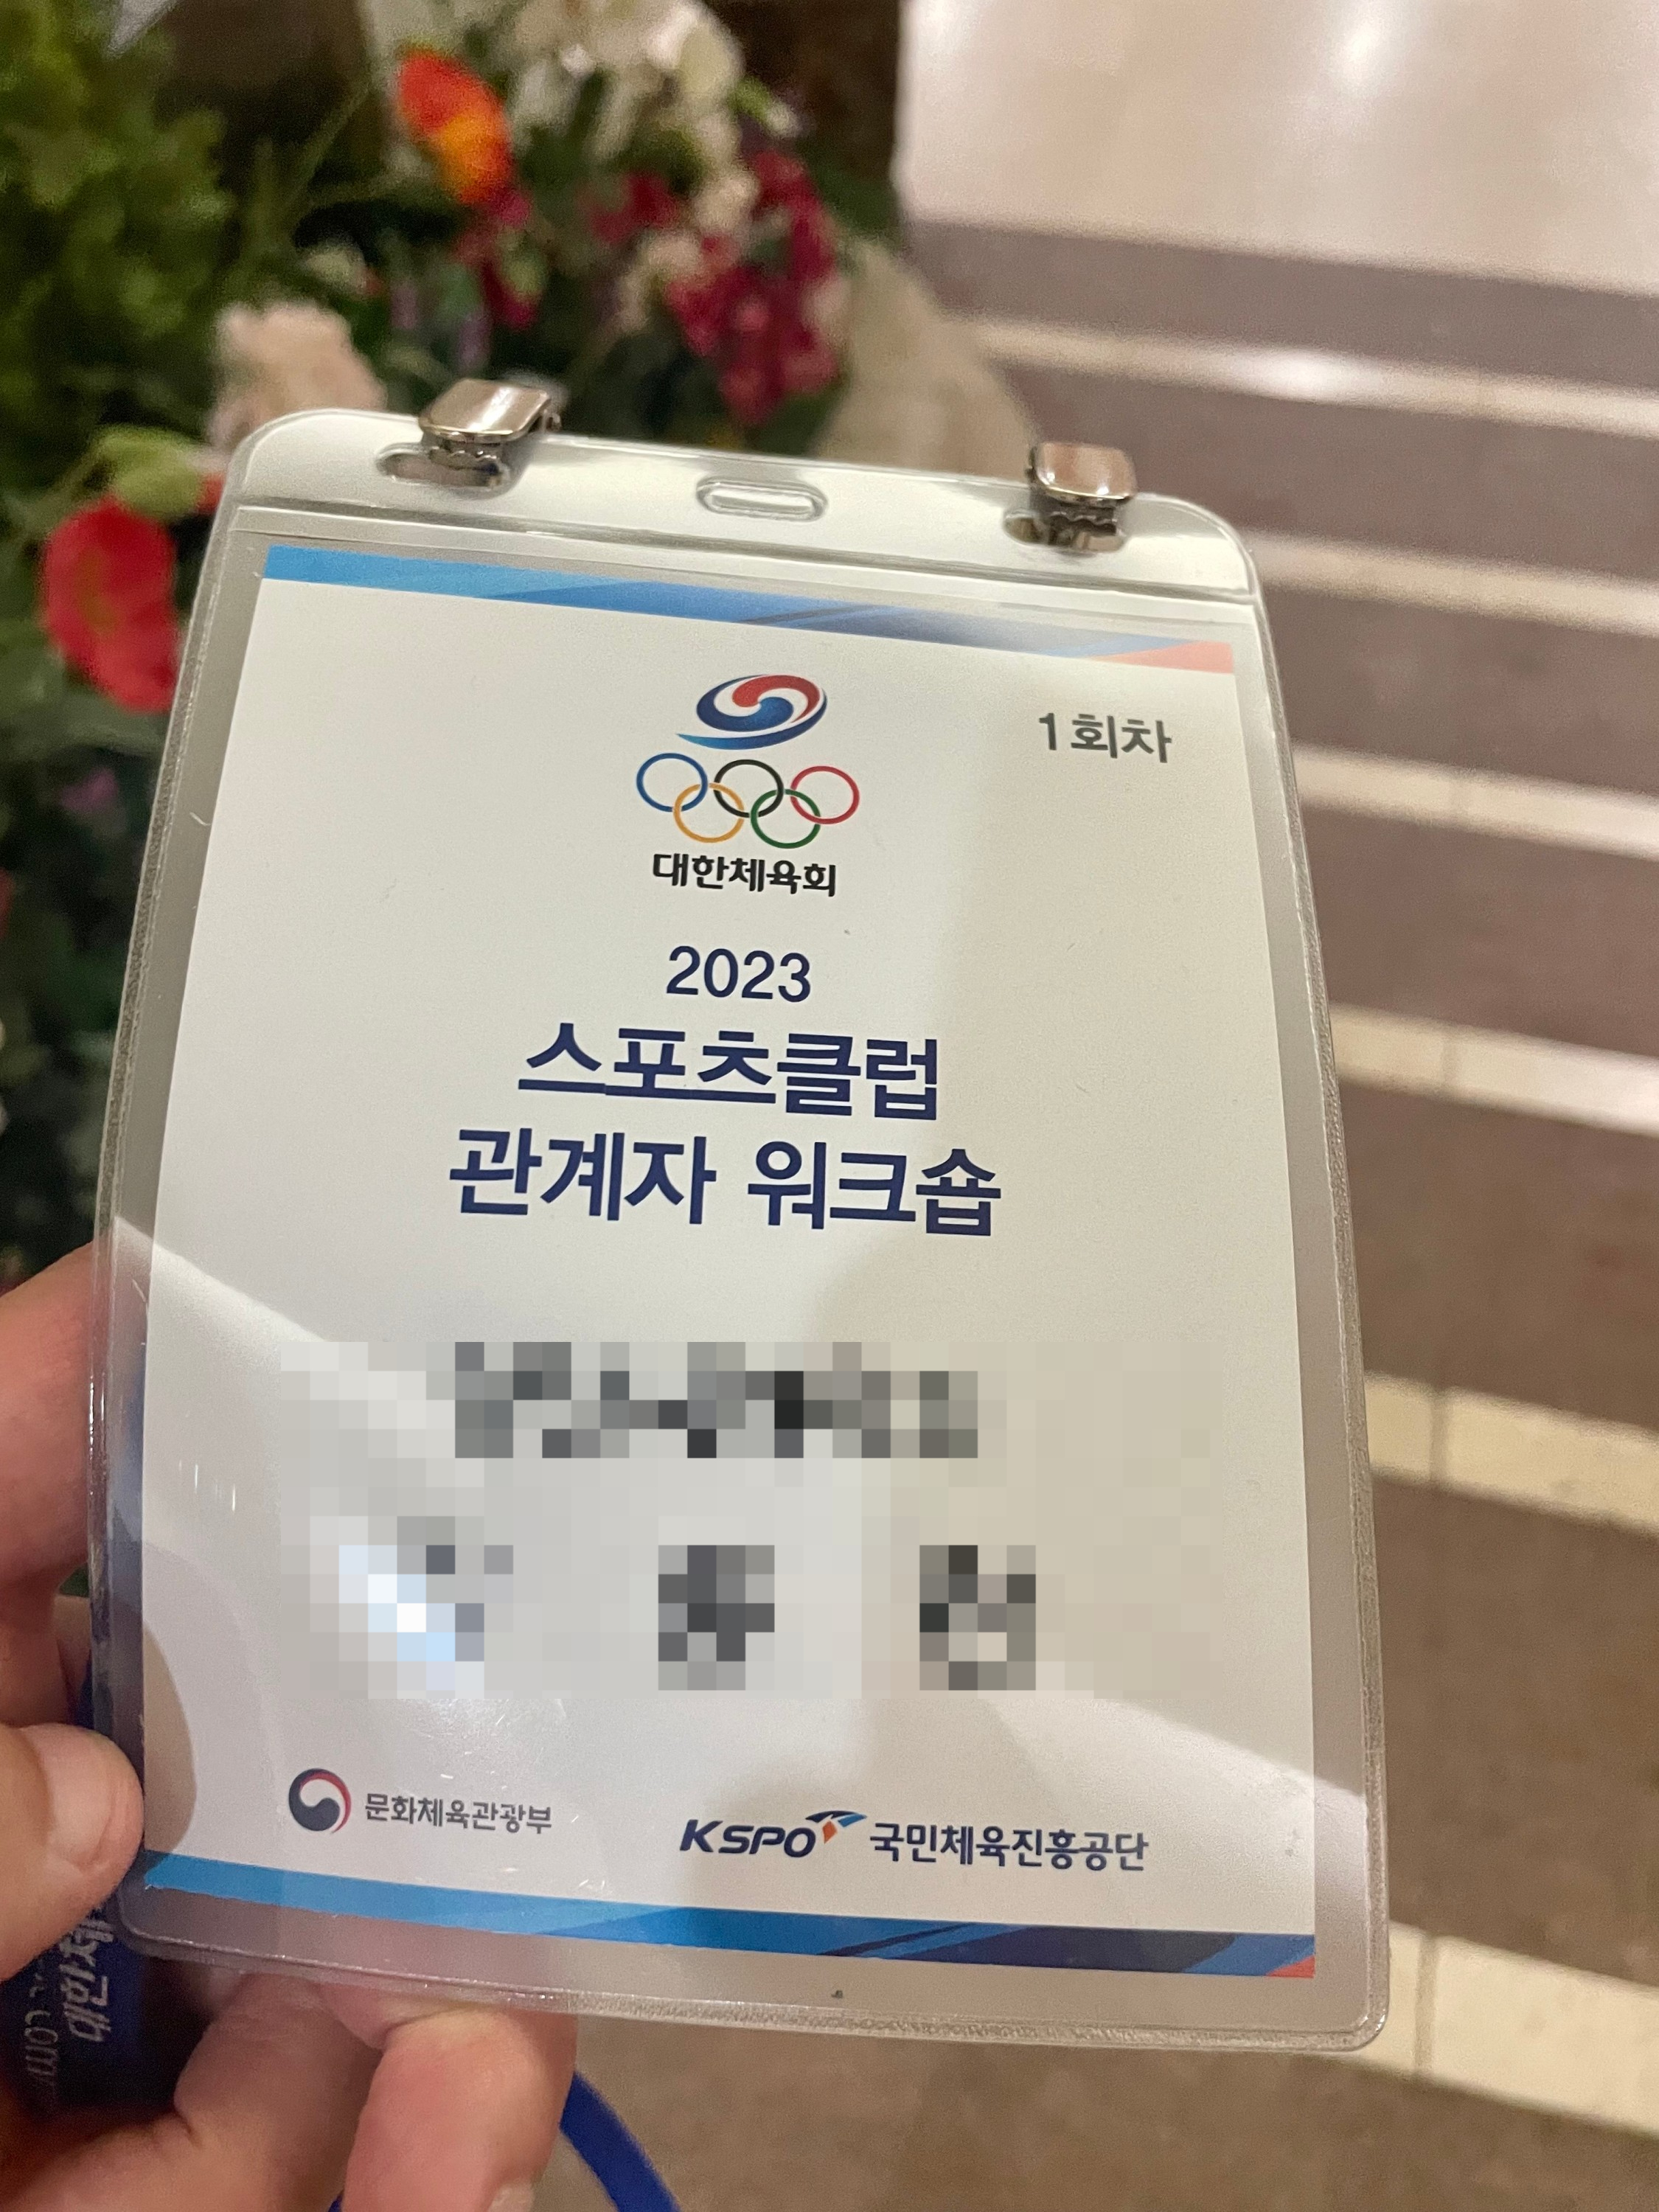 1회차
대한체육회
2023
스포츠클럽
관계자 워크숍
문화체육관광부
KSPO 국민체육진흥공단